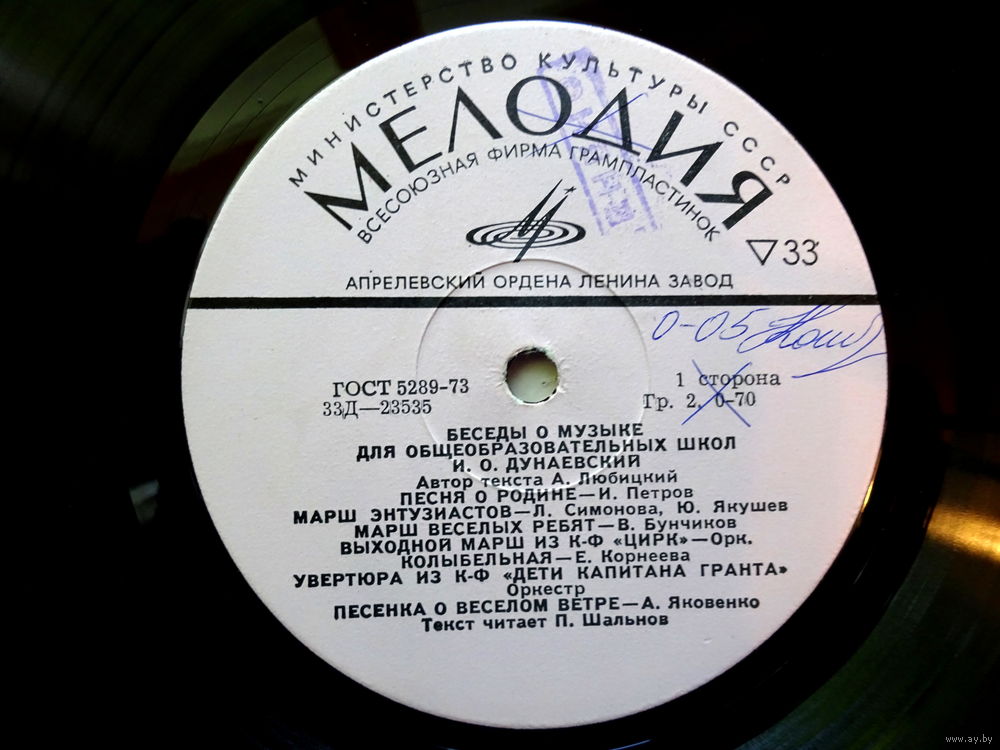 МИНИСТЕРСТВО КУЛЬТУРЫ СССР
МЕЛОДИЯ
ВСЕСОЮЗНАЯ ФИРМА ГРАМПЛАСТИНОК
33
АПРЕЛЕВСКИЙ ОРДЕНА ЛЕНИНА ЗАВОД
0-05
ГОСТ 5289-73
1 сторона
33Д—23535
Гр. 2, 0-70
БЕСЕДЫ О МУЗЫКЕ
ДЛЯ ОБЩЕОБРАЗОВАТЕЛЬНЫХ ШКОЛ
И. О. ДУНАЕВСКИЙ
Автор текста А. Любицкий
ПЕСНЯ О РОДИНЕ—И. Петров
МАРШ ЭНТУЗИАСТОВ—Л. Симонова, Ю. Якушев
МАРШ ВЕСЕЛЫХ РЕБЯТ—В. Бунчиков
ВЫХОДНОЙ МАРШ ИЗ К-Ф «ЦИРК»—Орк.
КОЛЫБЕЛЬНАЯ—Е. Корнеева
УВЕРТЮРА ИЗ К-Ф «ДЕТИ КАПИТАНА ГРАНТА»
Оркестр
ПЕСЕНКА О ВЕСЕЛОМ ВЕТРЕ—А. Яковенко
Текст читает П. Шальнов
www.ay.by